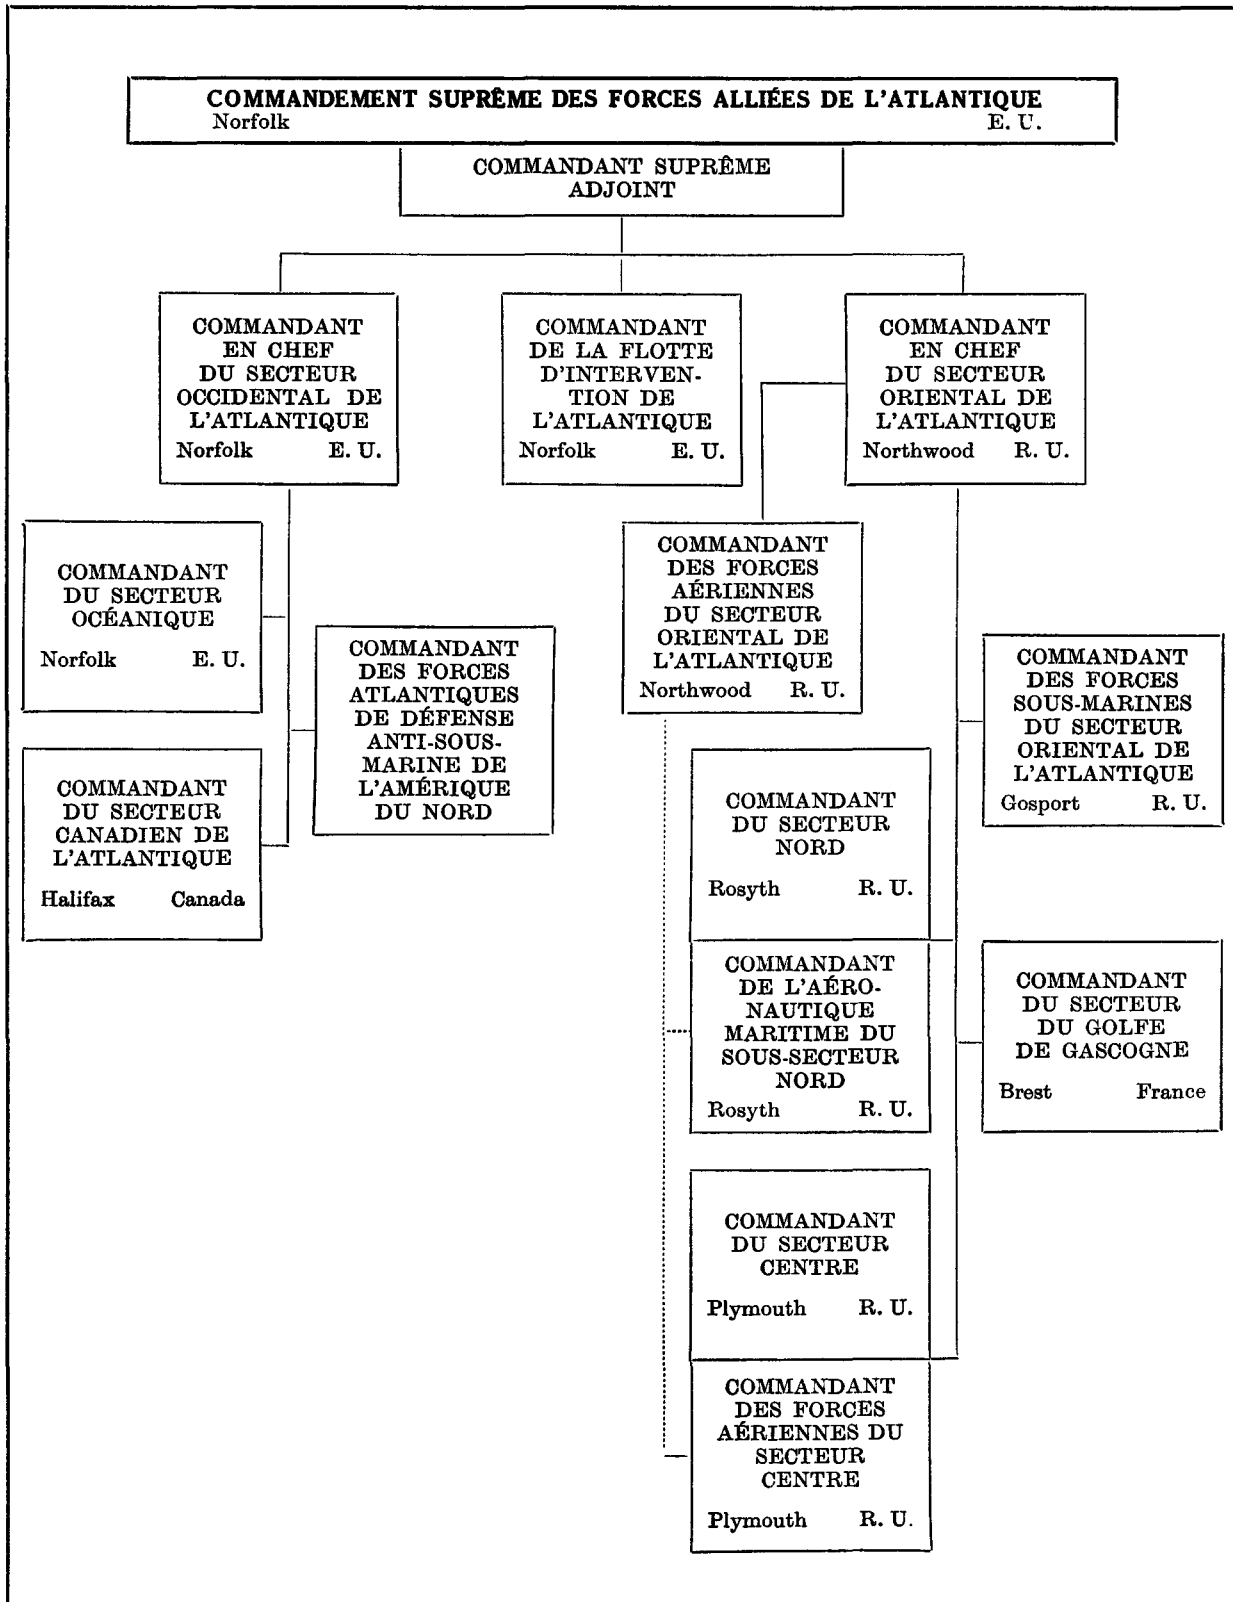 COMMANDEMENT SUPRÊME DES FORCES ALLIÉES DE L'ATLANTIQUE
Norfolk E. U.
COMMANDANT SUPRÊME
ADJOINT
COMMANDANT
EN CHEF
DU SECTEUR
OCCIDENTAL DE
L'ATLANTIQUE
Norfolk E. U.
COMMANDANT
DE LA FLOTTE
D'INTERVEN-
TION DE
L'ATLANTIQUE
Norfolk E. U.
COMMANDANT
EN CHEF
DU SECTEUR
ORIENTAL DE
L'ATLANTIQUE
Northwood R. U.
COMMANDANT
DU SECTEUR
OCÉANIQUE
Norfolk E. U.
COMMANDANT
DES FORCES
ATLANTIQUES
DE DÉFENSE
ANTI-SOUS-
MARINE DE
L'AMÉRIQUE
DU NORD
COMMANDANT
DU SECTEUR
CANADIEN DE
L'ATLANTIQUE
Halifax Canada
COMMANDANT
DES FORCES
AÉRIENNES
DU SECTEUR
ORIENTAL DE
L'ATLANTIQUE
Northwood R. U.
COMMANDANT
DES FORCES
SOUS-MARINES
DU SECTEUR
ORIENTAL DE
L'ATLANTIQUE
Gosport R. U.
COMMANDANT
DU SECTEUR
NORD
Rosyth R. U.
COMMANDANT
DE L'AÉRO-
NAUTIQUE
MARITIME DU
SOUS-SECTEUR
NORD
Rosyth R. U.
COMMANDANT
DU SECTEUR
DU GOLFE
DE GASCOGNE
Brest France
COMMANDANT
DU SECTEUR
CENTRE
Plymouth R. U.
COMMANDANT
DES FORCES
AÉRIENNES DU
SECTEUR
CENTRE
Plymouth R. U.